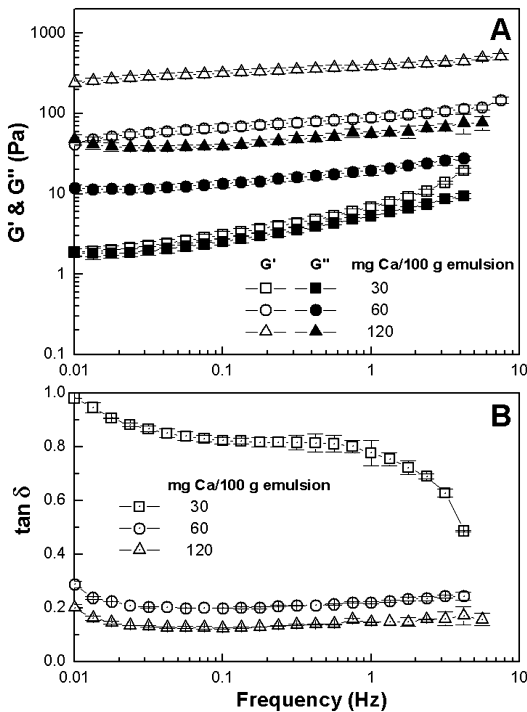 A
G' & G" (Pa)
1000
100
10
1
0.1
G' G" mg Ca/100 g emulsion
30
60
120
0.01 0.1 1 10
B
tan δ
1.0
0.8
0.6
0.4
0.2
0.0
mg Ca/100 g emulsion
30
60
120
0.01 0.1 1 10
Frequency (Hz)